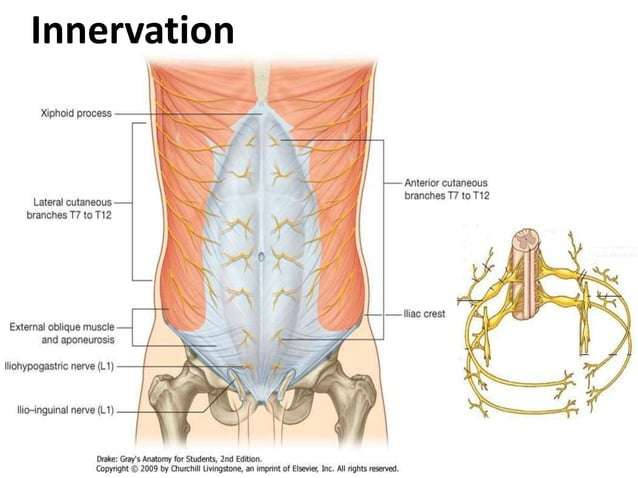 Innervation
Xiphoid process
Lateral cutaneous
branches T7 to T12
Anterior cutaneous
branches T7 to T12
External oblique muscle
and aponeurosis
Iliac crest
Iliohypogastric nerve (L1)
Ilio–inguinal nerve (L1)
Drake: Gray's Anatomy for Students, 2nd Edition.
Copyright © 2009 by Churchill Livingstone, an imprint of Elsevier, Inc. All rights reserved.